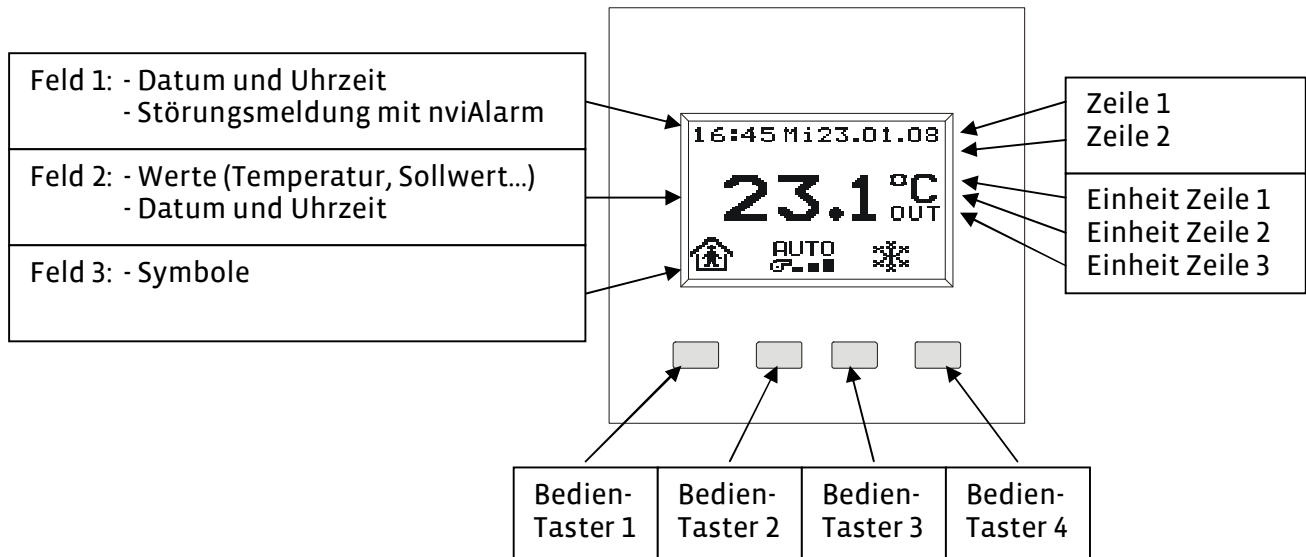 Feld 1: - Datum und Uhrzeit
- Störungsmeldung mit nviAlarm
Feld 2: - Werte (Temperatur, Sollwert...)
- Datum und Uhrzeit
Feld 3: - Symbole
16:45 Mi23.01.08
23.1 °C
OUT
AUTO
Zeile 1
Zeile 2
Einheit Zeile 1
Einheit Zeile 2
Einheit Zeile 3
Bedien-
Taster 1
Bedien-
Taster 2
Bedien-
Taster 3
Bedien-
Taster 4